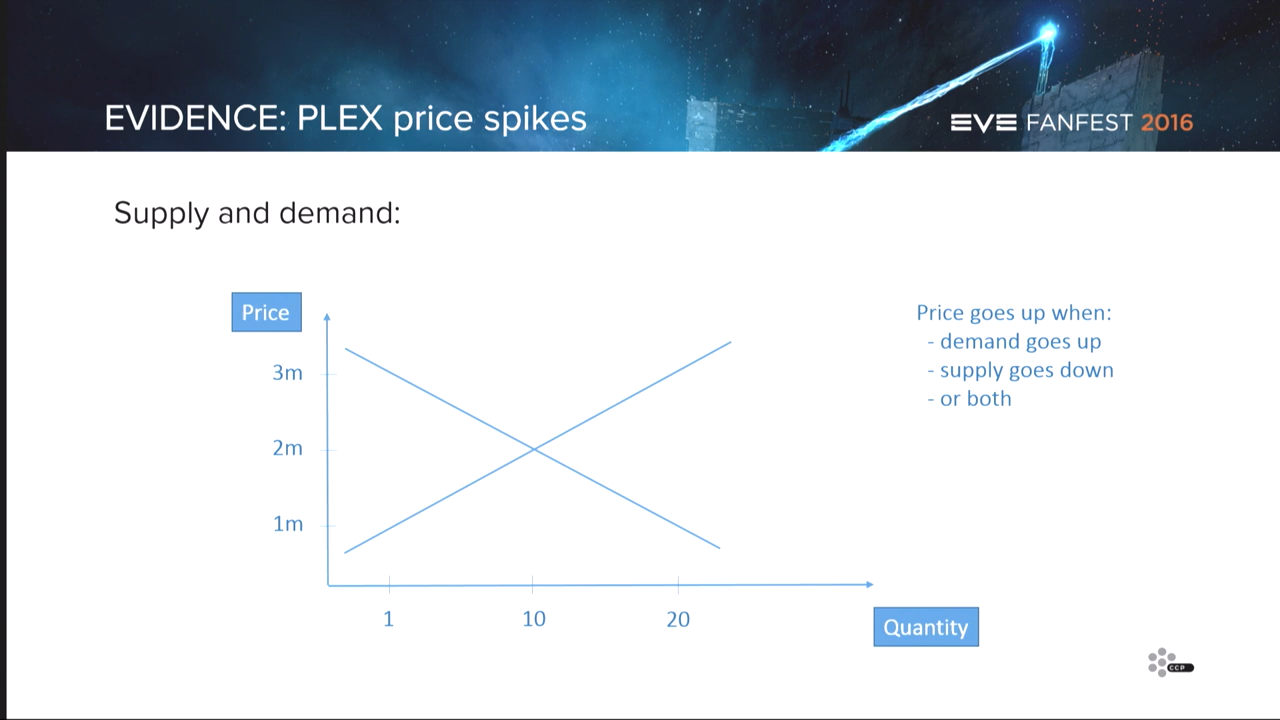 EVIDENCE: PLEX price spikes
EVE FANFEST 2016
Supply and demand:
Price
3m
2m
1m
1
10
20
Quantity
Price goes up when:
- demand goes up
- supply goes down
- or both
CCP